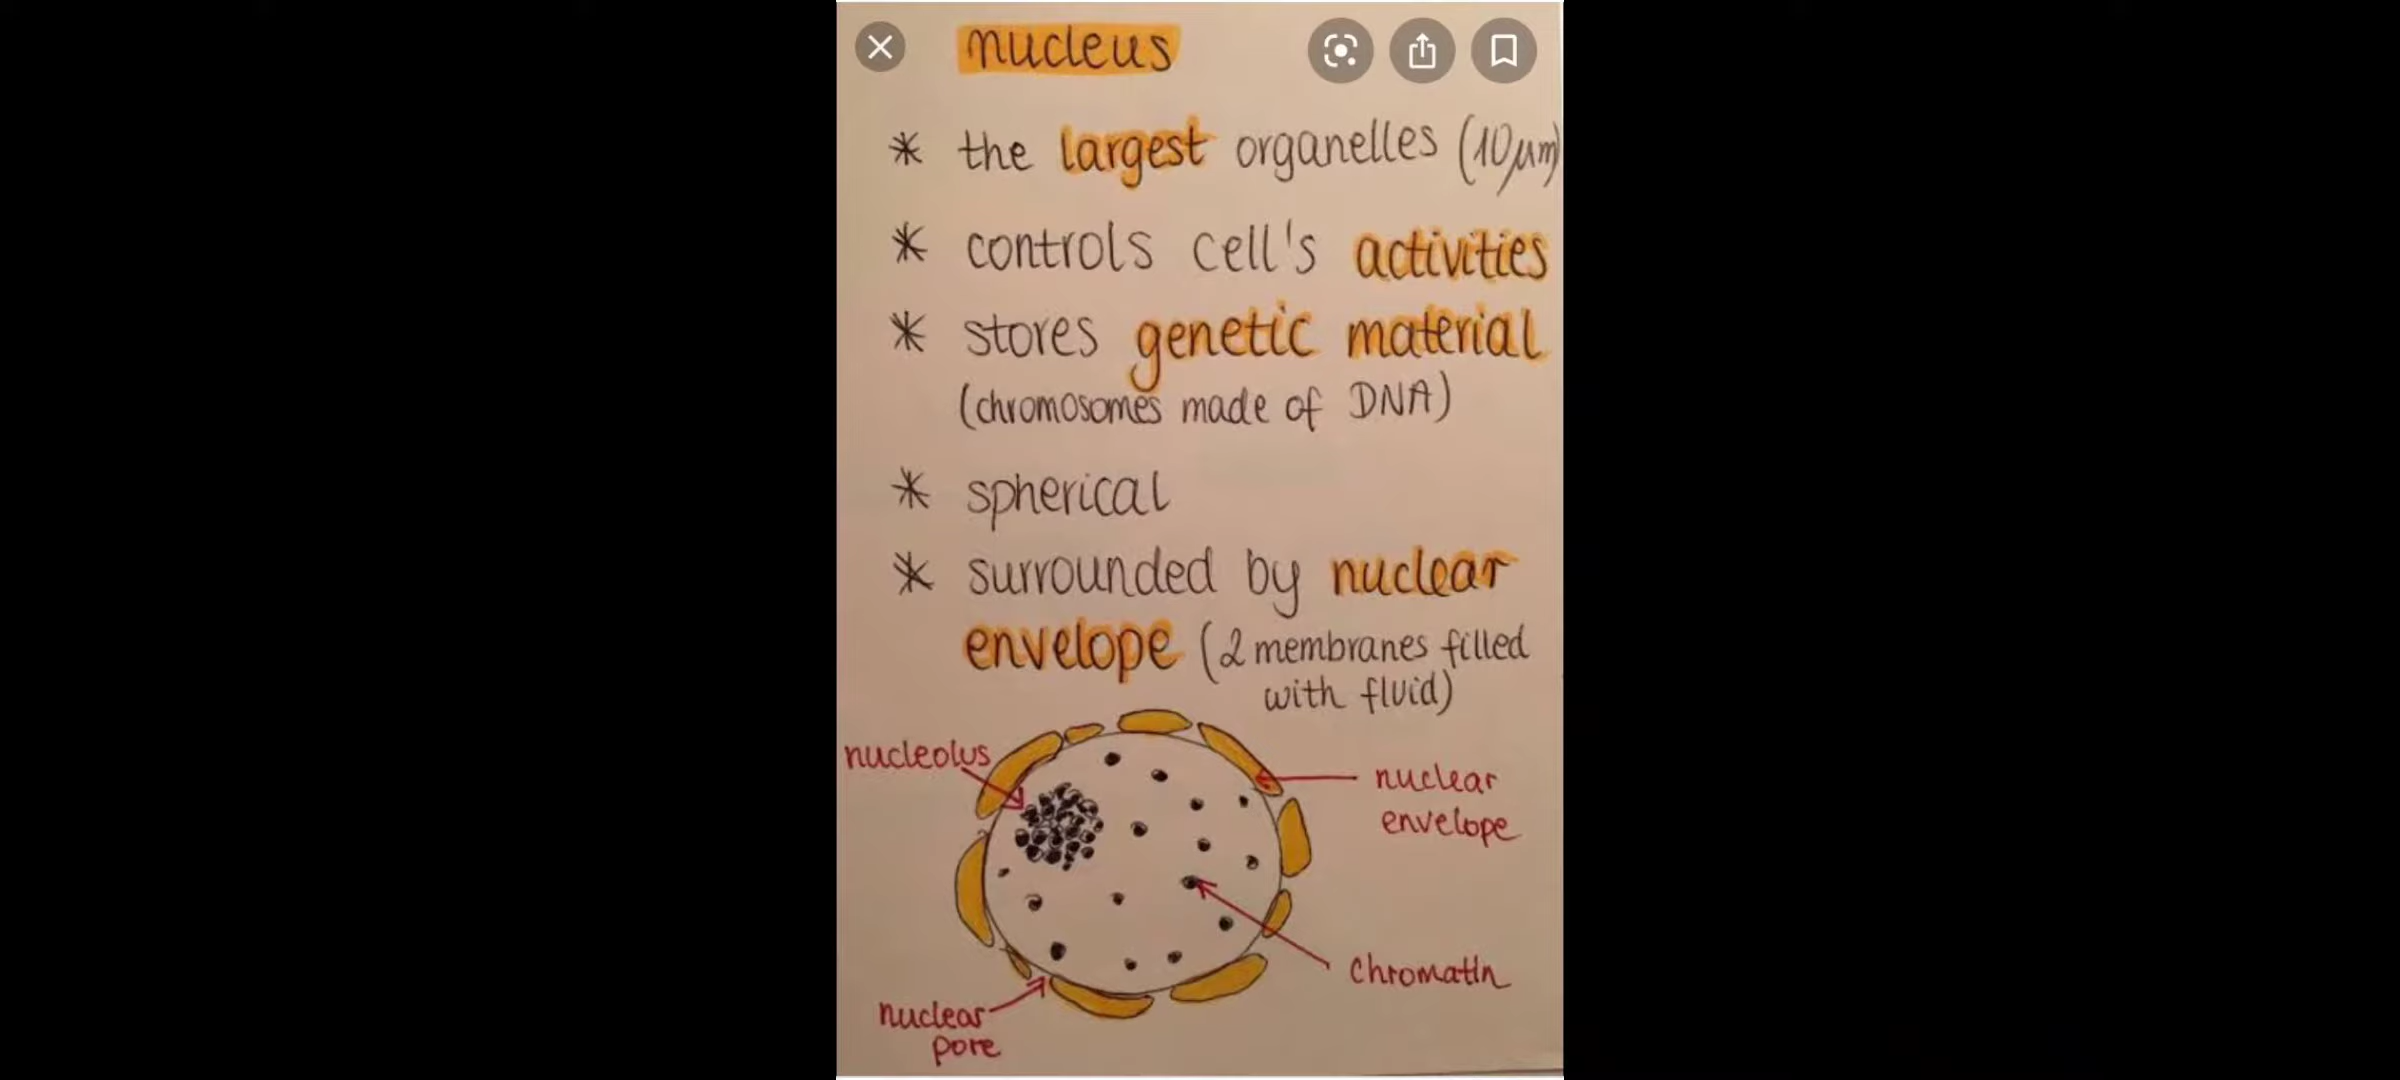 nucleus
* the largest organelles (10µm)
* controls cell's activities
* stores genetic material
(chromosomes made of DNA)
* spherical
* surrounded by nuclear
envelope (2 membranes filled
with fluid)
nucleolus
nuclear
envelope
chromatin
nuclear
pore